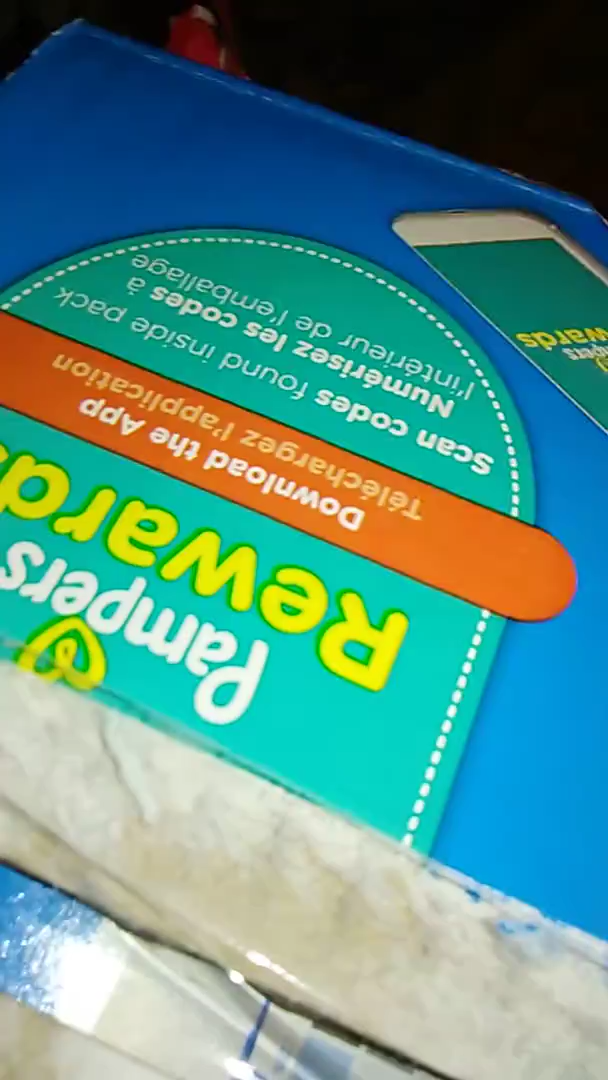 Pampers
Rewards
Download the App
Téléchargez l'application
Scan codes found inside pack
Numérisez les codes à
l'intérieur de l'emballage